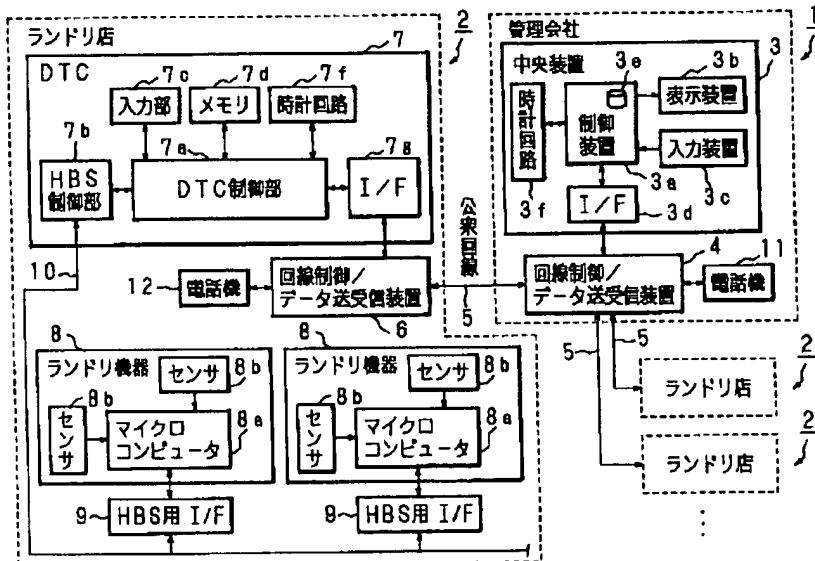 ランドリ店
2
7
DTC
7c
7d
7f
入力部
メモリ
時計回路
7b
7a
7g
HBS
制御部
DTC制御部
I/F
10
12
電話機
回線制御/
データ送受信装置
6
公衆回線
5
管理会社
1
3
中央装置
3e
3b
時計回路
制御
装置
表示装置
入力装置
3f
3a
3c
I/F
3d
4
11
回線制御/
データ送受信装置
電話機
5
5
2
ランドリ店
2
ランドリ店
8
ランドリ機器
センサ
8b
8b
8a
センサ
マイクロ
コンピュータ
9
HBS用 I/F
8
ランドリ機器
センサ
8b
8b
8a
センサ
マイクロ
コンピュータ
9
HBS用 I/F